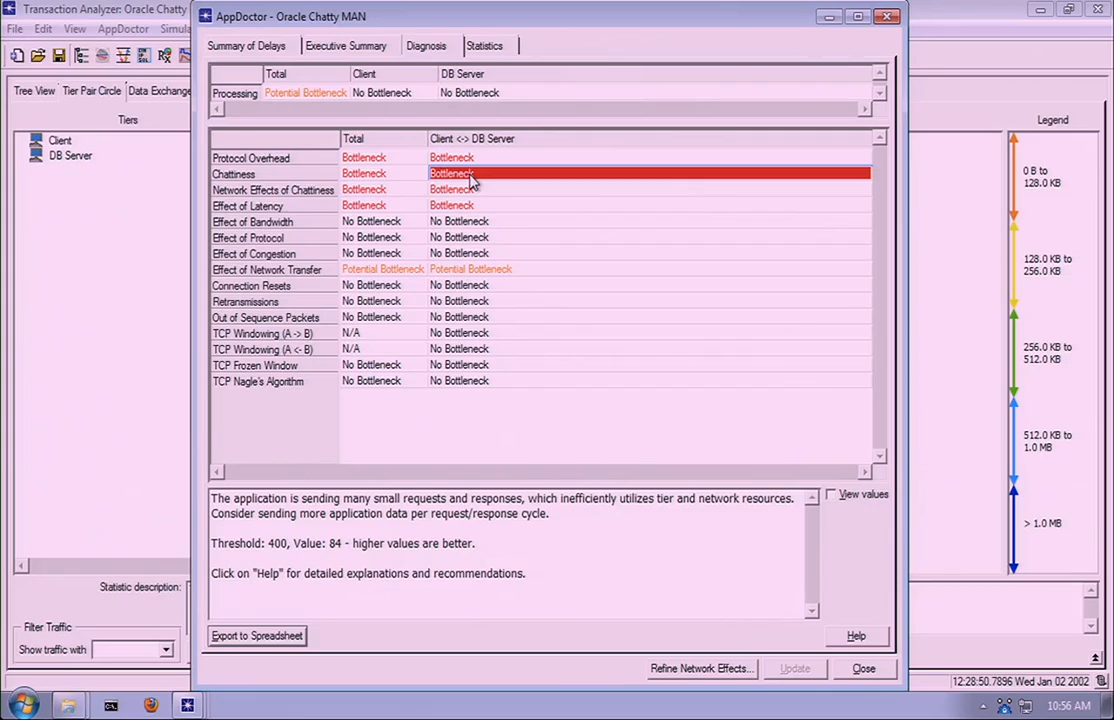 Transaction Analyzer: Oracle Chatty
AppDoctor - Oracle Chatty MAN
File Edit View AppDoctor Simula
Summary of Delays Executive Summary Diagnosis Statistics
Tree View Tier Pair Circle Data Exchange
Total Client DB Server
Processing Potential Bottleneck No Bottleneck No Bottleneck
Tiers
Client
DB Server
Total Client <-> DB Server
Protocol Overhead Bottleneck Bottleneck
Chattiness Bottleneck Bottleneck
Network Effects of Chattiness Bottleneck Bottleneck
Effect of Latency Bottleneck Bottleneck
Effect of Bandwidth No Bottleneck No Bottleneck
Effect of Protocol No Bottleneck No Bottleneck
Effect of Congestion No Bottleneck No Bottleneck
Effect of Network Transfer Potential Bottleneck Potential Bottleneck
Connection Resets No Bottleneck No Bottleneck
Retransmissions No Bottleneck No Bottleneck
Out of Sequence Packets No Bottleneck No Bottleneck
TCP Windowing (A -> B) N/A No Bottleneck
TCP Windowing (A <- B) N/A No Bottleneck
TCP Frozen Window No Bottleneck No Bottleneck
TCP Nagle's Algorithm No Bottleneck No Bottleneck
Legend
0 B to
128.0 KB
128.0 KB to
256.0 KB
256.0 KB to
512.0 KB
512.0 KB to
1.0 MB
> 1.0 MB
The application is sending many small requests and responses, which inefficiently utilizes tier and network resources.
Consider sending more application data per request/response cycle.
Threshold: 400, Value: 84 - higher values are better.
Click on "Help" for detailed explanations and recommendations.
View values
Statistic description:
Filter Traffic
Show traffic with
Export to Spreadsheet Help
Refine Network Effects... Update Close
12:28:50.7896 Wed Jan 02 2002
10:56 AM